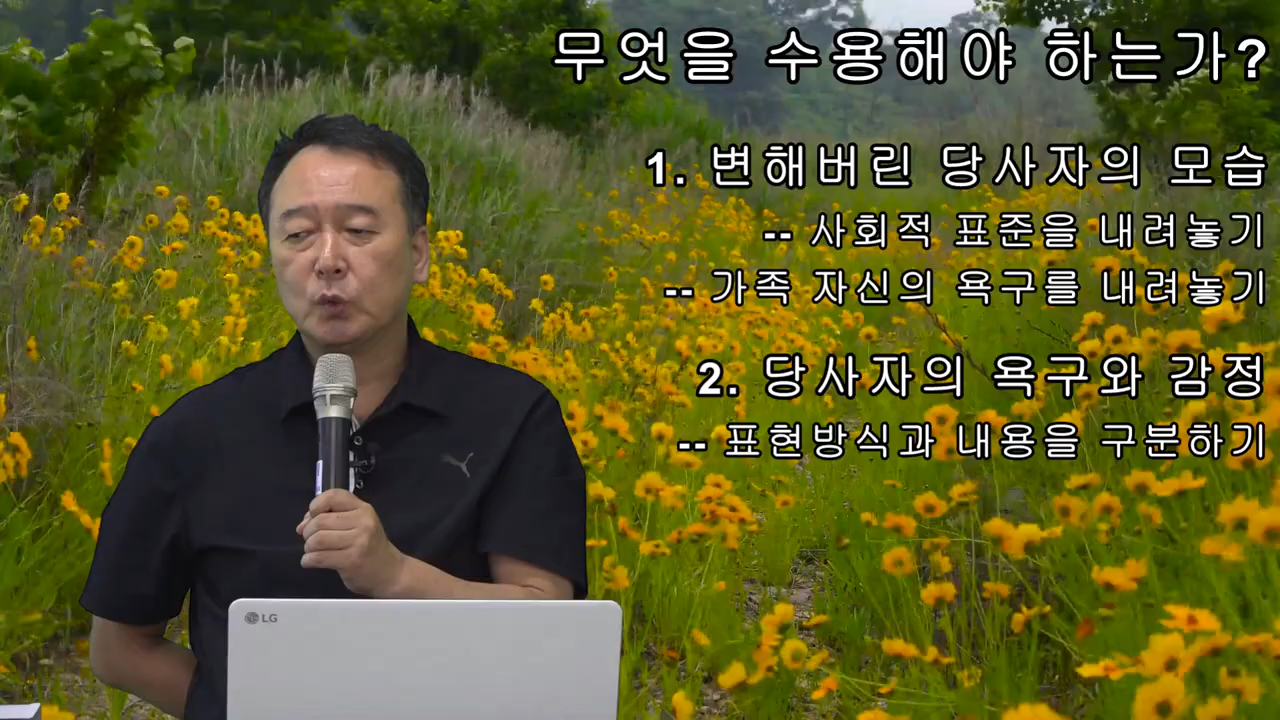 무엇을 수용해야 하는가?
1. 변해버린 당사자의 모습
-- 사회적 표준을 내려놓기
-- 가족 자신의 욕구를 내려놓기
2. 당사자의 욕구와 감정
-- 표현방식과 내용을 구분하기
LG